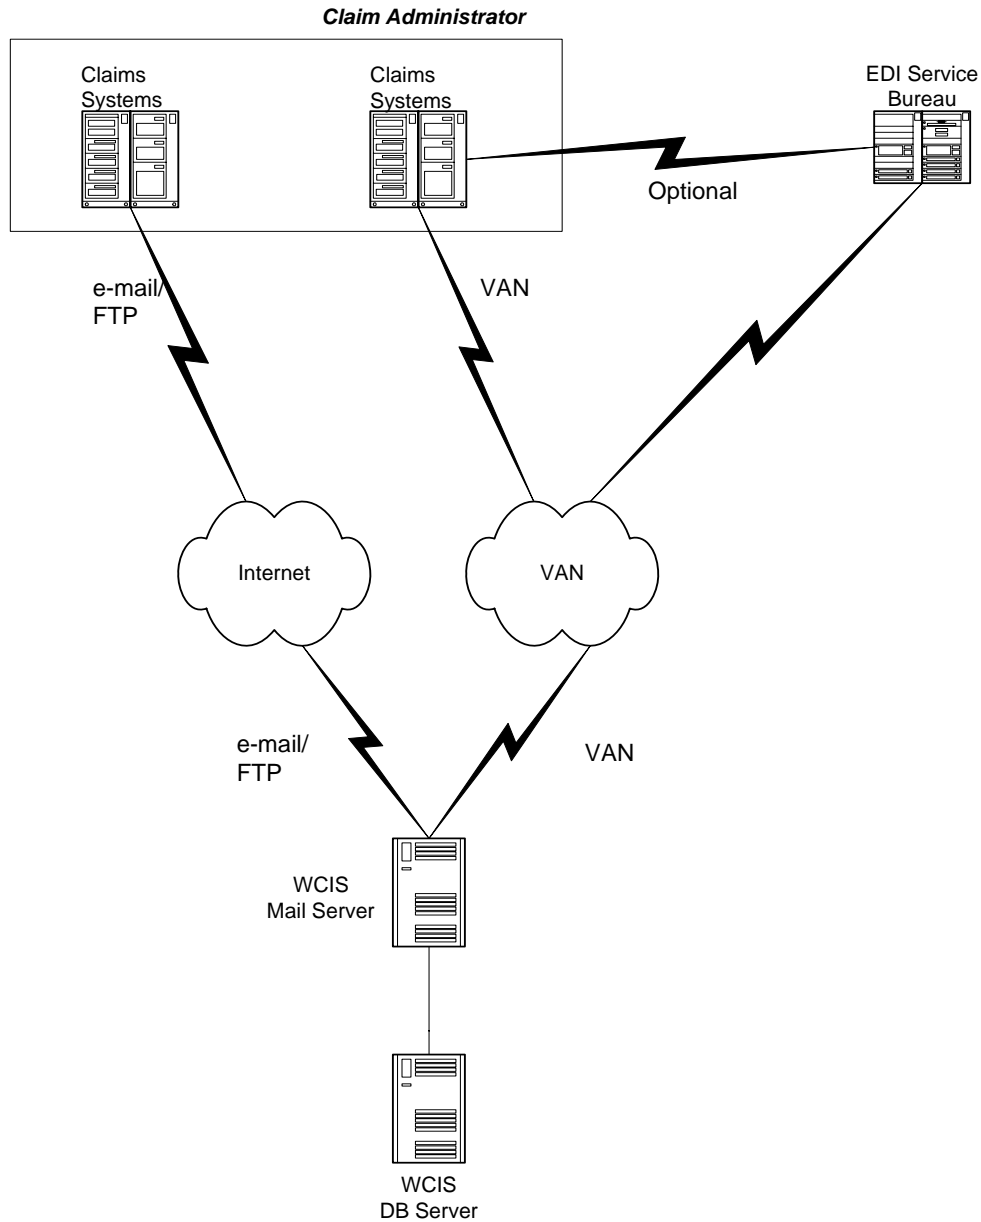 Claim Administrator
Claims
Systems
Claims
Systems
EDI Service
Bureau
Optional
e-mail/
FTP
VAN
Internet
VAN
e-mail/
FTP
VAN
WCIS
Mail Server
WCIS
DB Server